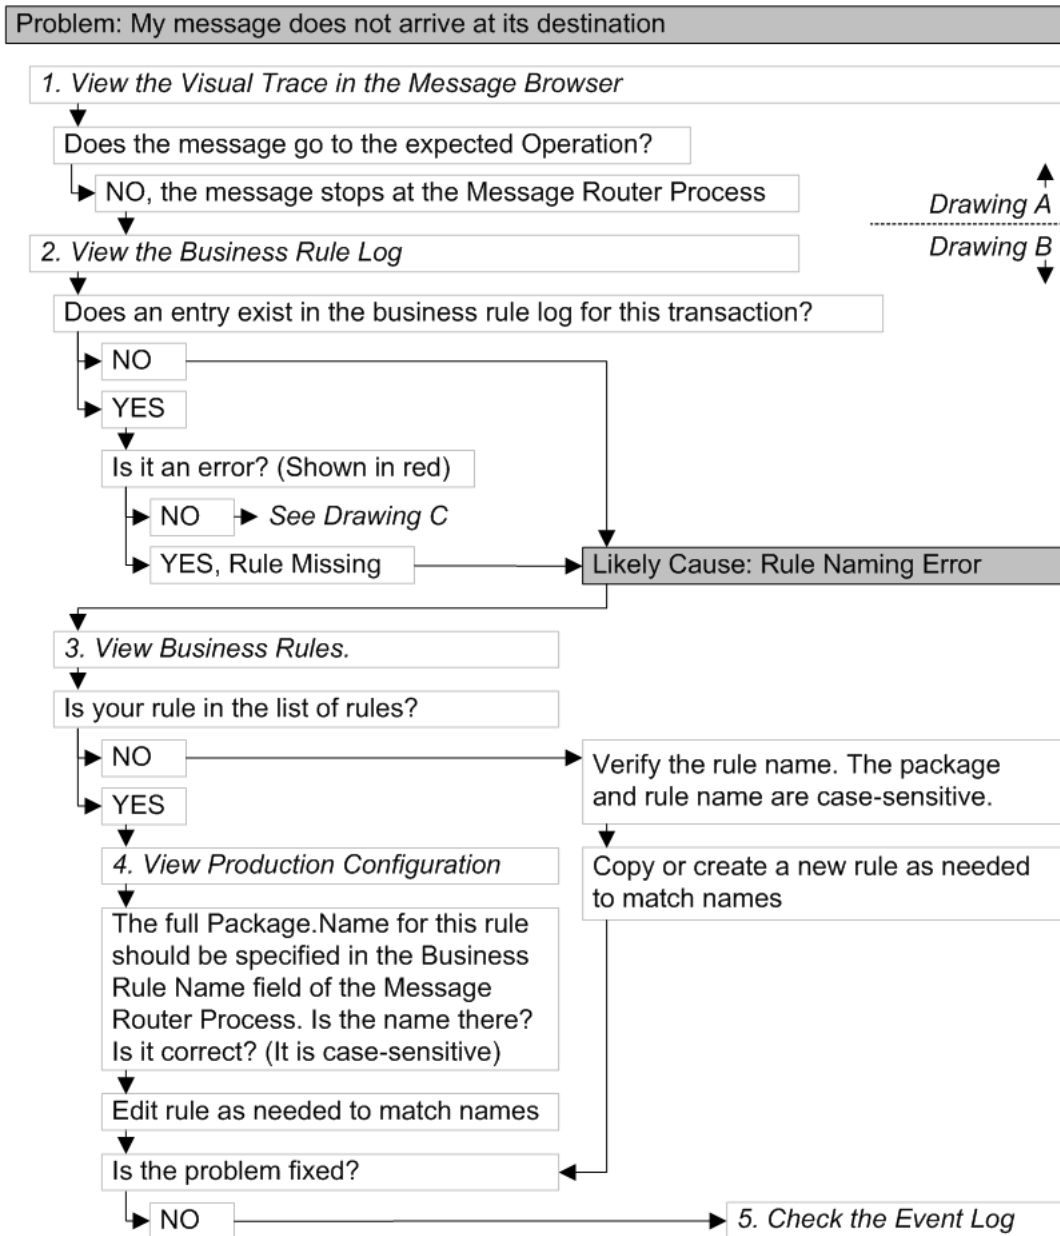 Problem: My message does not arrive at its destination
1. View the Visual Trace in the Message Browser
Does the message go to the expected Operation?
NO, the message stops at the Message Router Process
Drawing A
2. View the Business Rule Log
Drawing B
Does an entry exist in the business rule log for this transaction?
NO
YES
Is it an error? (Shown in red)
NO
See Drawing C
YES, Rule Missing
Likely Cause: Rule Naming Error
3. View Business Rules.
Is your rule in the list of rules?
NO
Verify the rule name. The package
and rule name are case-sensitive.
YES
4. View Production Configuration
Copy or create a new rule as needed
to match names
The full Package.Name for this rule
should be specified in the Business
Rule Name field of the Message
Router Process. Is the name there?
Is it correct? (It is case-sensitive)
Edit rule as needed to match names
Is the problem fixed?
NO
5. Check the Event Log